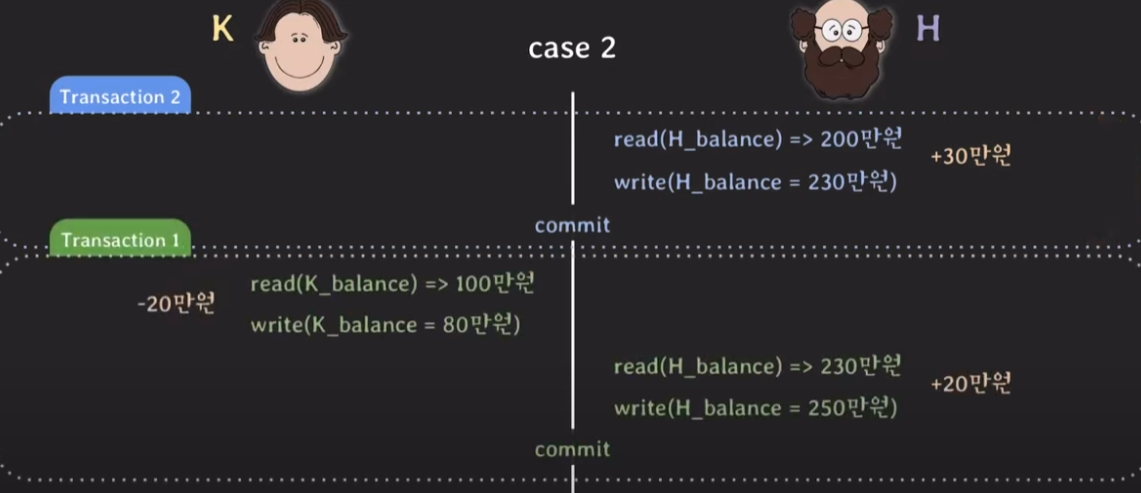 K
case 2
H
Transaction 2
read(H_balance) => 200만원
+30만원
write(H_balance = 230만원)
commit
Transaction 1
read(K_balance) => 100만원
-20만원
write(K_balance = 80만원)
read(H_balance) => 230만원
+20만원
write(H_balance = 250만원)
commit